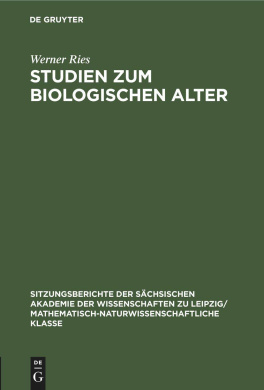 DE GRUYTER
Werner Ries
STUDIEN ZUM
BIOLOGISCHEN ALTER
SITZUNGSBERICHTE DER SÄCHSISCHEN
AKADEMIE DER WISSENSCHAFTEN ZU LEIPZIG/
MATHEMATISCH-NATURWISSENSCHAFTLICHE
KLASSE
DE
G